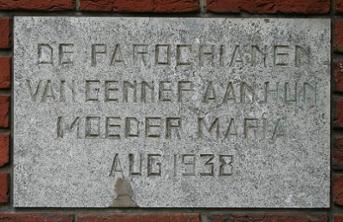 DE PAROCHIANEN
VAN GENNEP AAN HUN
MOEDER MARIA
AUG 1938